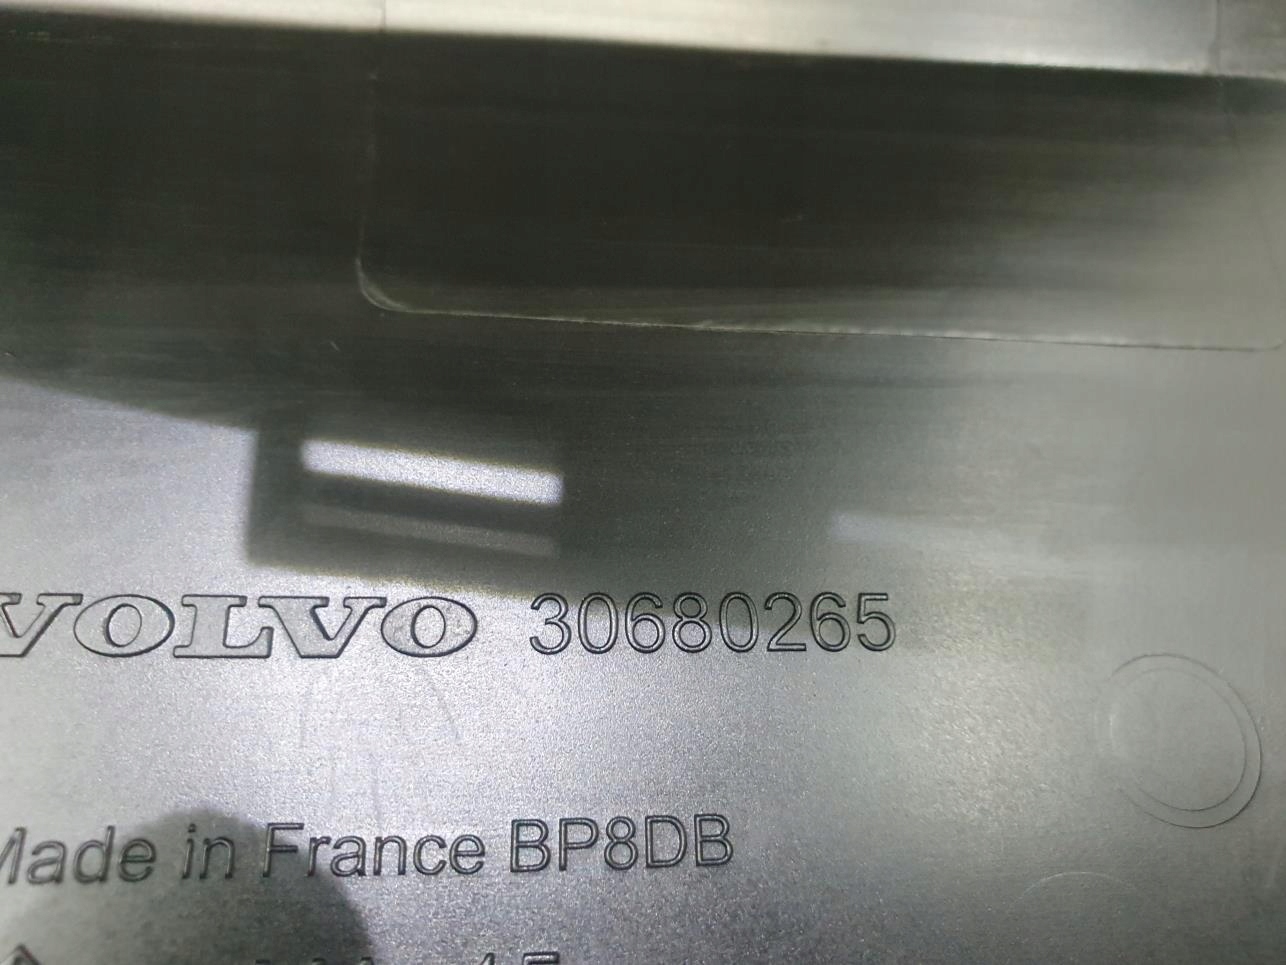 VOLVO 30680265
Made in France BP8DB